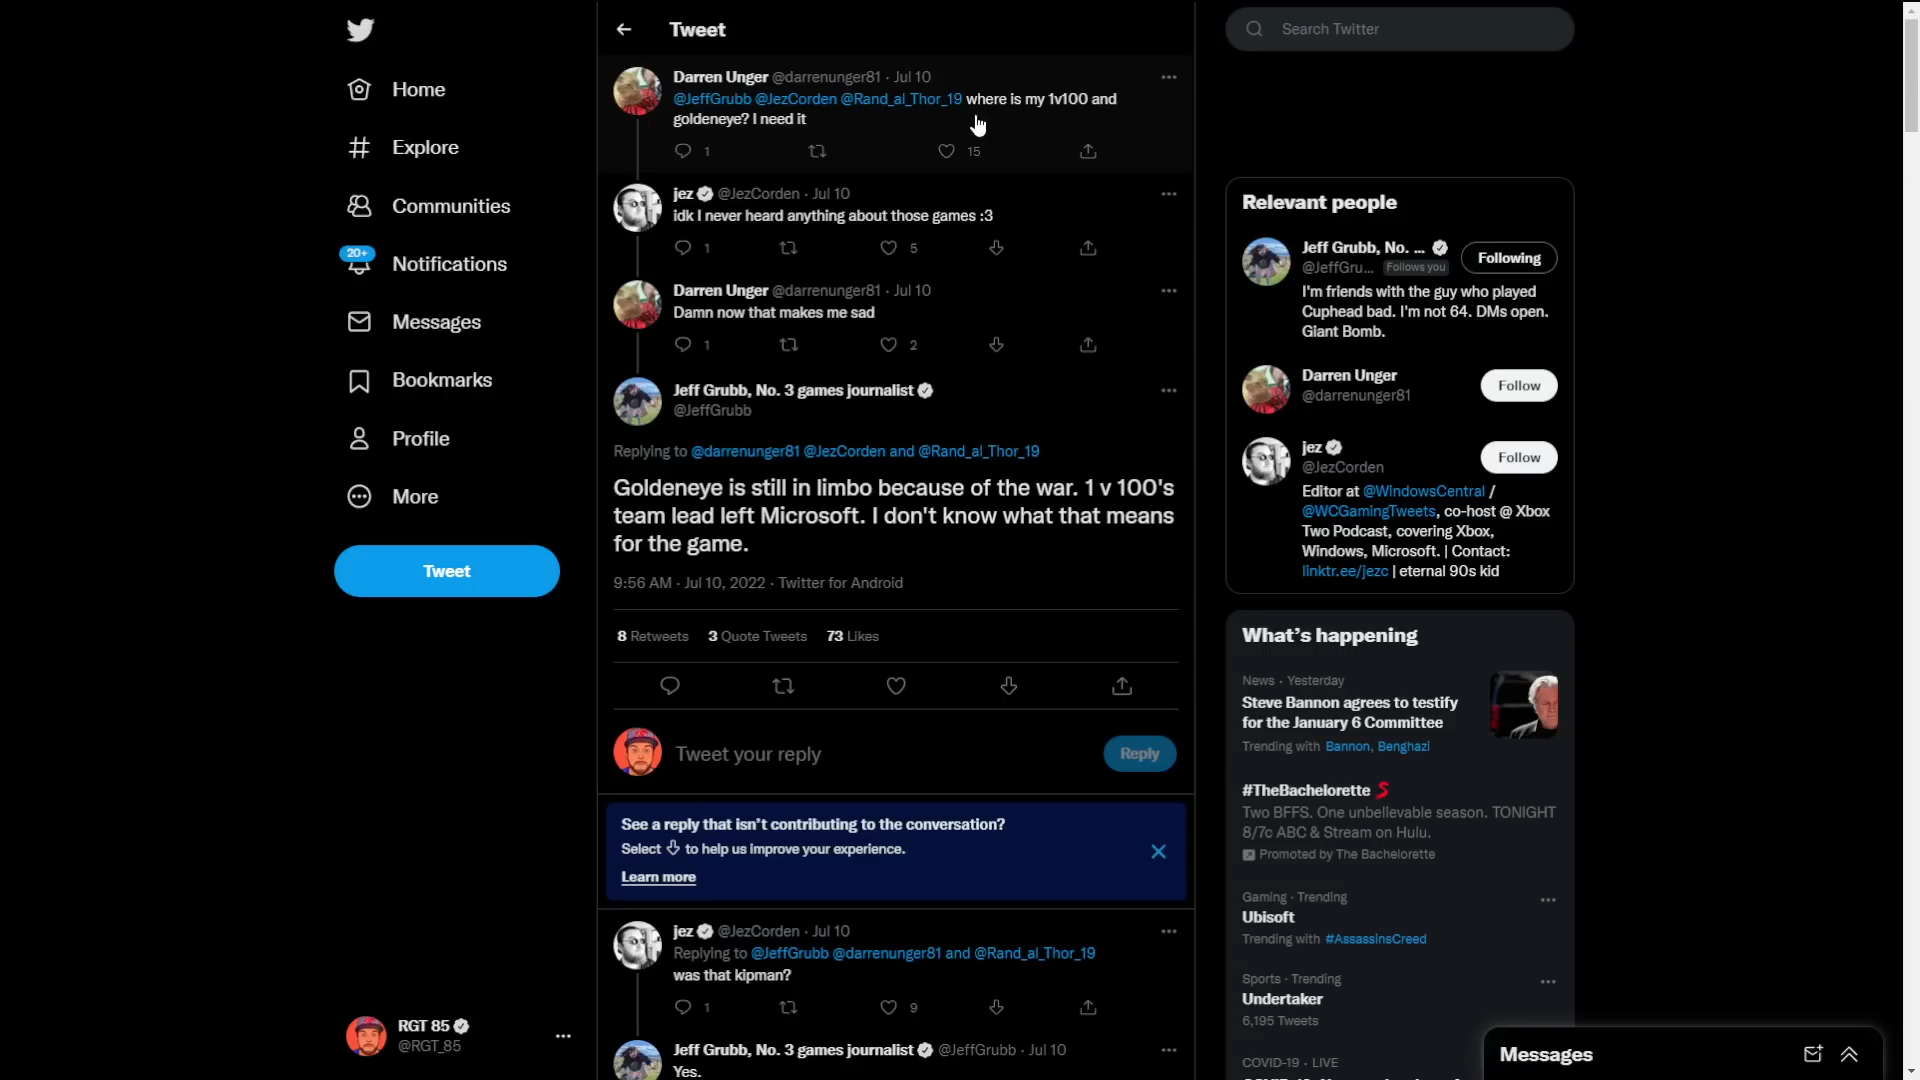 Home
Explore
Communities
20+
Notifications
Messages
Bookmarks
Profile
More
Tweet
RGT 85
@RGT_85
Tweet
Darren Unger @darrenunger81 · Jul 10
@JeffGrubb @JezCorden @Rand_al_Thor_19 where is my 1v100 and
goldeneye? I need it
1 15
jez @JezCorden · Jul 10
idk I never heard anything about those games :3
1 5
Darren Unger @darrenunger81 · Jul 10
Damn now that makes me sad
1 2
Jeff Grubb, No. 3 games journalist
@JeffGrubb
Replying to @darrenunger81 @JezCorden and @Rand_al_Thor_19
Goldeneye is still in limbo because of the war. 1 v 100's
team lead left Microsoft. I don't know what that means
for the game.
9:56 AM · Jul 10, 2022 · Twitter for Android
8 Retweets 3 Quote Tweets 73 Likes
Tweet your reply
Reply
See a reply that isn't contributing to the conversation?
Select to help us improve your experience.
Learn more
jez @JezCorden · Jul 10
Replying to @JeffGrubb @darrenunger81 and @Rand_al_Thor_19
was that kipman?
1 9
Jeff Grubb, No. 3 games journalist @JeffGrubb · Jul 10
Yes.
Search Twitter
Relevant people
Jeff Grubb, No. ...
@JeffGru... Follows you
Following
I'm friends with the guy who played
Cuphead bad. I'm not 64. DMs open.
Giant Bomb.
Darren Unger
@darrenunger81
Follow
jez
@JezCorden
Follow
Editor at @WindowsCentral /
@WCGamingTweets, co-host @ Xbox
Two Podcast, covering Xbox,
Windows, Microsoft. | Contact:
linktr.ee/jezc | eternal 90s kid
What's happening
News · Yesterday
Steve Bannon agrees to testify
for the January 6 Committee
Trending with Bannon, Benghazi
#TheBachelorette
Two BFFS. One unbelievable season. TONIGHT
8/7c ABC & Stream on Hulu.
Promoted by The Bachelorette
Gaming · Trending
Ubisoft
Trending with #AssassinsCreed
Sports · Trending
Undertaker
6,195 Tweets
COVID-19 · LIVE
Messages